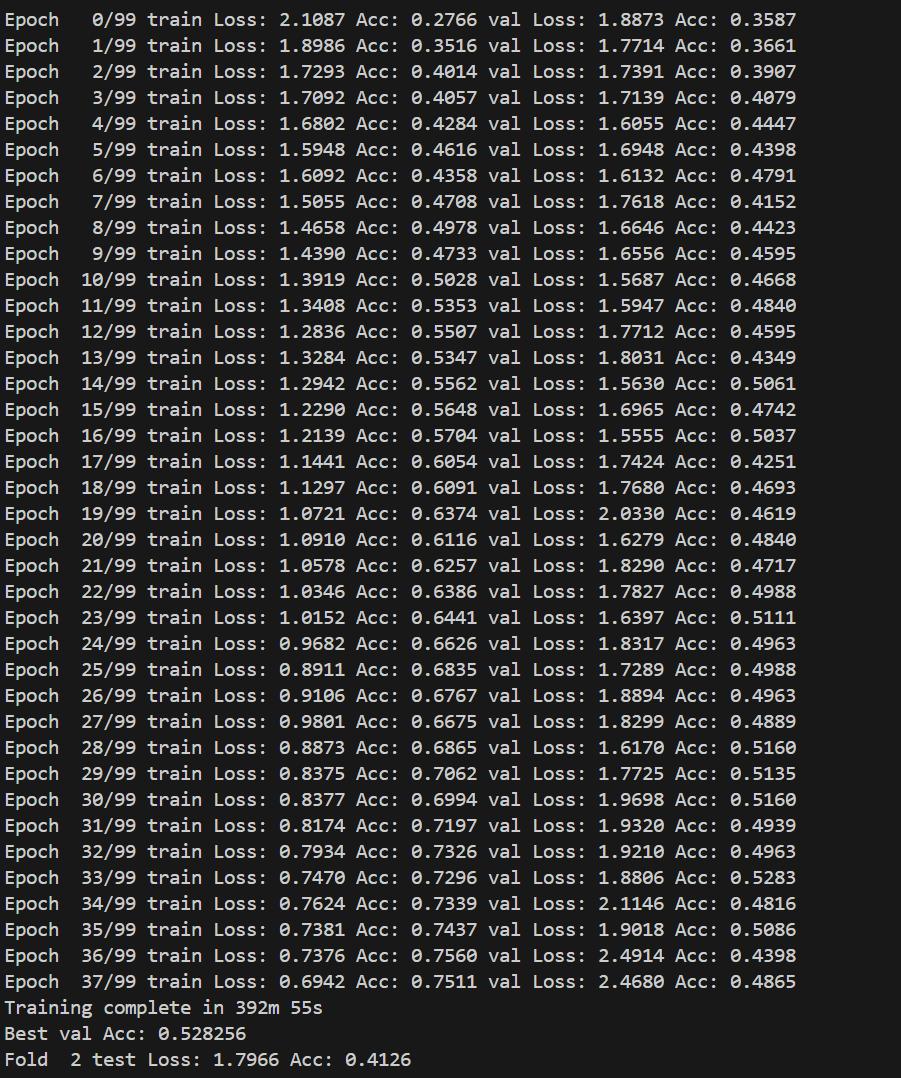 Epoch   0/99 train Loss: 2.1087 Acc: 0.2766 val Loss: 1.8873 Acc: 0.3587
Epoch   1/99 train Loss: 1.8986 Acc: 0.3516 val Loss: 1.7714 Acc: 0.3661
Epoch   2/99 train Loss: 1.7293 Acc: 0.4014 val Loss: 1.7391 Acc: 0.3907
Epoch   3/99 train Loss: 1.7092 Acc: 0.4057 val Loss: 1.7139 Acc: 0.4079
Epoch   4/99 train Loss: 1.6802 Acc: 0.4284 val Loss: 1.6055 Acc: 0.4447
Epoch   5/99 train Loss: 1.5948 Acc: 0.4616 val Loss: 1.6948 Acc: 0.4398
Epoch   6/99 train Loss: 1.6092 Acc: 0.4358 val Loss: 1.6132 Acc: 0.4791
Epoch   7/99 train Loss: 1.5055 Acc: 0.4708 val Loss: 1.7618 Acc: 0.4152
Epoch   8/99 train Loss: 1.4658 Acc: 0.4978 val Loss: 1.6646 Acc: 0.4423
Epoch   9/99 train Loss: 1.4390 Acc: 0.4733 val Loss: 1.6556 Acc: 0.4595
Epoch  10/99 train Loss: 1.3919 Acc: 0.5028 val Loss: 1.5687 Acc: 0.4668
Epoch  11/99 train Loss: 1.3408 Acc: 0.5353 val Loss: 1.5947 Acc: 0.4840
Epoch  12/99 train Loss: 1.2836 Acc: 0.5507 val Loss: 1.7712 Acc: 0.4595
Epoch  13/99 train Loss: 1.3284 Acc: 0.5347 val Loss: 1.8031 Acc: 0.4349
Epoch  14/99 train Loss: 1.2942 Acc: 0.5562 val Loss: 1.5630 Acc: 0.5061
Epoch  15/99 train Loss: 1.2290 Acc: 0.5648 val Loss: 1.6965 Acc: 0.4742
Epoch  16/99 train Loss: 1.2139 Acc: 0.5704 val Loss: 1.5555 Acc: 0.5037
Epoch  17/99 train Loss: 1.1441 Acc: 0.6054 val Loss: 1.7424 Acc: 0.4251
Epoch  18/99 train Loss: 1.1297 Acc: 0.6091 val Loss: 1.7680 Acc: 0.4693
Epoch  19/99 train Loss: 1.0721 Acc: 0.6374 val Loss: 2.0330 Acc: 0.4619
Epoch  20/99 train Loss: 1.0910 Acc: 0.6116 val Loss: 1.6279 Acc: 0.4840
Epoch  21/99 train Loss: 1.0578 Acc: 0.6257 val Loss: 1.8290 Acc: 0.4717
Epoch  22/99 train Loss: 1.0346 Acc: 0.6386 val Loss: 1.7827 Acc: 0.4988
Epoch  23/99 train Loss: 1.0152 Acc: 0.6441 val Loss: 1.6397 Acc: 0.5111
Epoch  24/99 train Loss: 0.9682 Acc: 0.6626 val Loss: 1.8317 Acc: 0.4963
Epoch  25/99 train Loss: 0.8911 Acc: 0.6835 val Loss: 1.7289 Acc: 0.4988
Epoch  26/99 train Loss: 0.9106 Acc: 0.6767 val Loss: 1.8894 Acc: 0.4963
Epoch  27/99 train Loss: 0.9801 Acc: 0.6675 val Loss: 1.8299 Acc: 0.4889
Epoch  28/99 train Loss: 0.8873 Acc: 0.6865 val Loss: 1.6170 Acc: 0.5160
Epoch  29/99 train Loss: 0.8375 Acc: 0.7062 val Loss: 1.7725 Acc: 0.5135
Epoch  30/99 train Loss: 0.8377 Acc: 0.6994 val Loss: 1.9698 Acc: 0.5160
Epoch  31/99 train Loss: 0.8174 Acc: 0.7197 val Loss: 1.9320 Acc: 0.4939
Epoch  32/99 train Loss: 0.7934 Acc: 0.7326 val Loss: 1.9210 Acc: 0.4963
Epoch  33/99 train Loss: 0.7470 Acc: 0.7296 val Loss: 1.8806 Acc: 0.5283
Epoch  34/99 train Loss: 0.7624 Acc: 0.7339 val Loss: 2.1146 Acc: 0.4816
Epoch  35/99 train Loss: 0.7381 Acc: 0.7437 val Loss: 1.9018 Acc: 0.5086
Epoch  36/99 train Loss: 0.7376 Acc: 0.7560 val Loss: 2.4914 Acc: 0.4398
Epoch  37/99 train Loss: 0.6942 Acc: 0.7511 val Loss: 2.4680 Acc: 0.4865
Training complete in 392m 55s
Best val Acc: 0.528256
Fold  2 test Loss: 1.7966 Acc: 0.4126